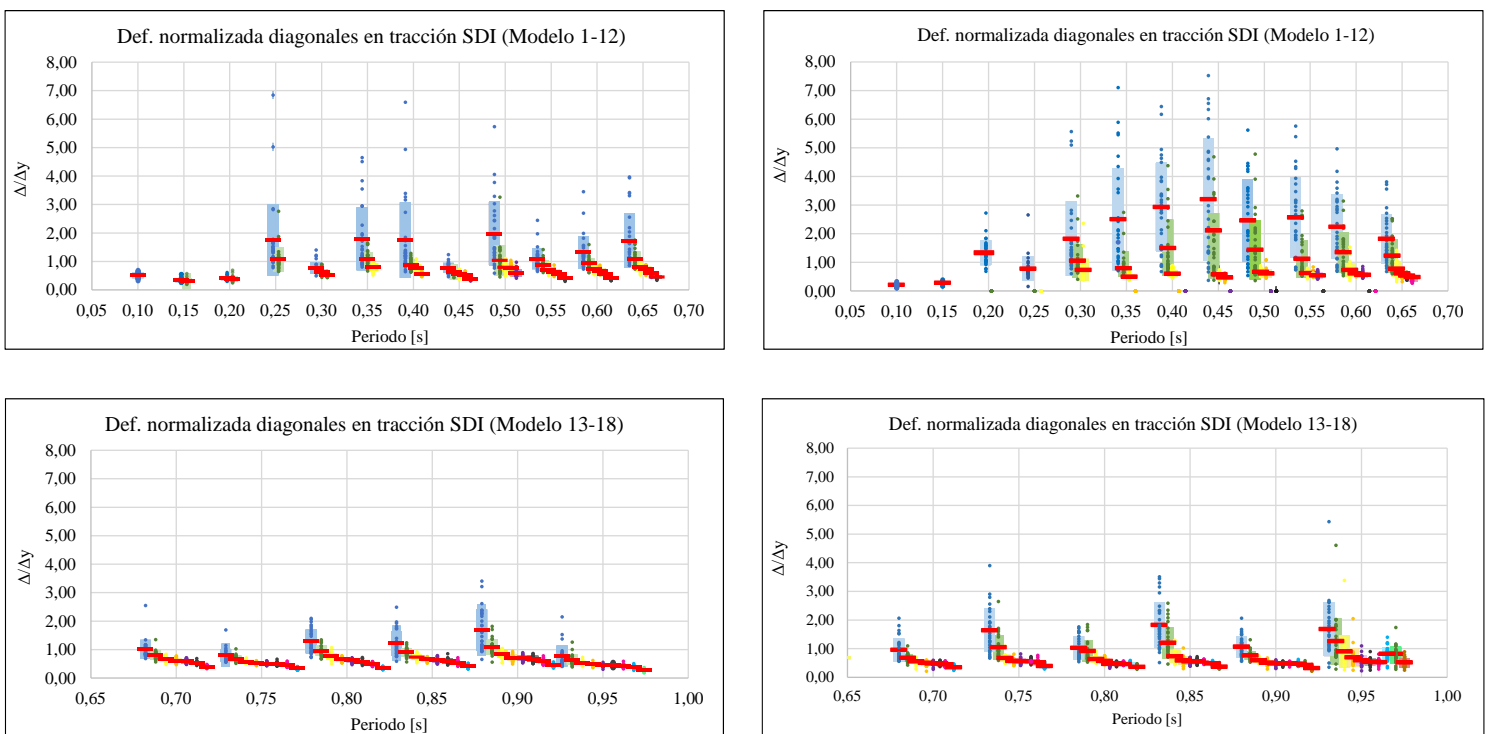 Def. normalizada diagonales en tracción SDI (Modelo 1-12)
8,00
7,00
6,00
5,00
4,00
3,00
2,00
1,00
0,00
Δ/Δy
0,05 0,10 0,15 0,20 0,25 0,30 0,35 0,40 0,45 0,50 0,55 0,60 0,65 0,70
Periodo [s]
Def. normalizada diagonales en tracción SDI (Modelo 1-12)
8,00
7,00
6,00
5,00
4,00
3,00
2,00
1,00
0,00
Δ/Δy
0,05 0,10 0,15 0,20 0,25 0,30 0,35 0,40 0,45 0,50 0,55 0,60 0,65 0,70
Periodo [s]
Def. normalizada diagonales en tracción SDI (Modelo 13-18)
8,00
7,00
6,00
5,00
4,00
3,00
2,00
1,00
0,00
Δ/Δy
0,65 0,70 0,75 0,80 0,85 0,90 0,95 1,00
Periodo [s]
Def. normalizada diagonales en tracción SDI (Modelo 13-18)
8,00
7,00
6,00
5,00
4,00
3,00
2,00
1,00
0,00
Δ/Δy
0,65 0,70 0,75 0,80 0,85 0,90 0,95 1,00
Periodo [s]